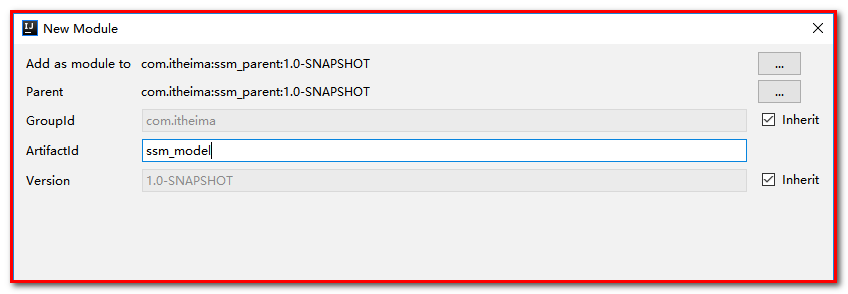 New Module
Add as module to com.itheima:ssm_parent:1.0-SNAPSHOT ...
Parent com.itheima:ssm_parent:1.0-SNAPSHOT ...
GroupId com.itheima Inherit
ArtifactId ssm_model
Version 1.0-SNAPSHOT Inherit